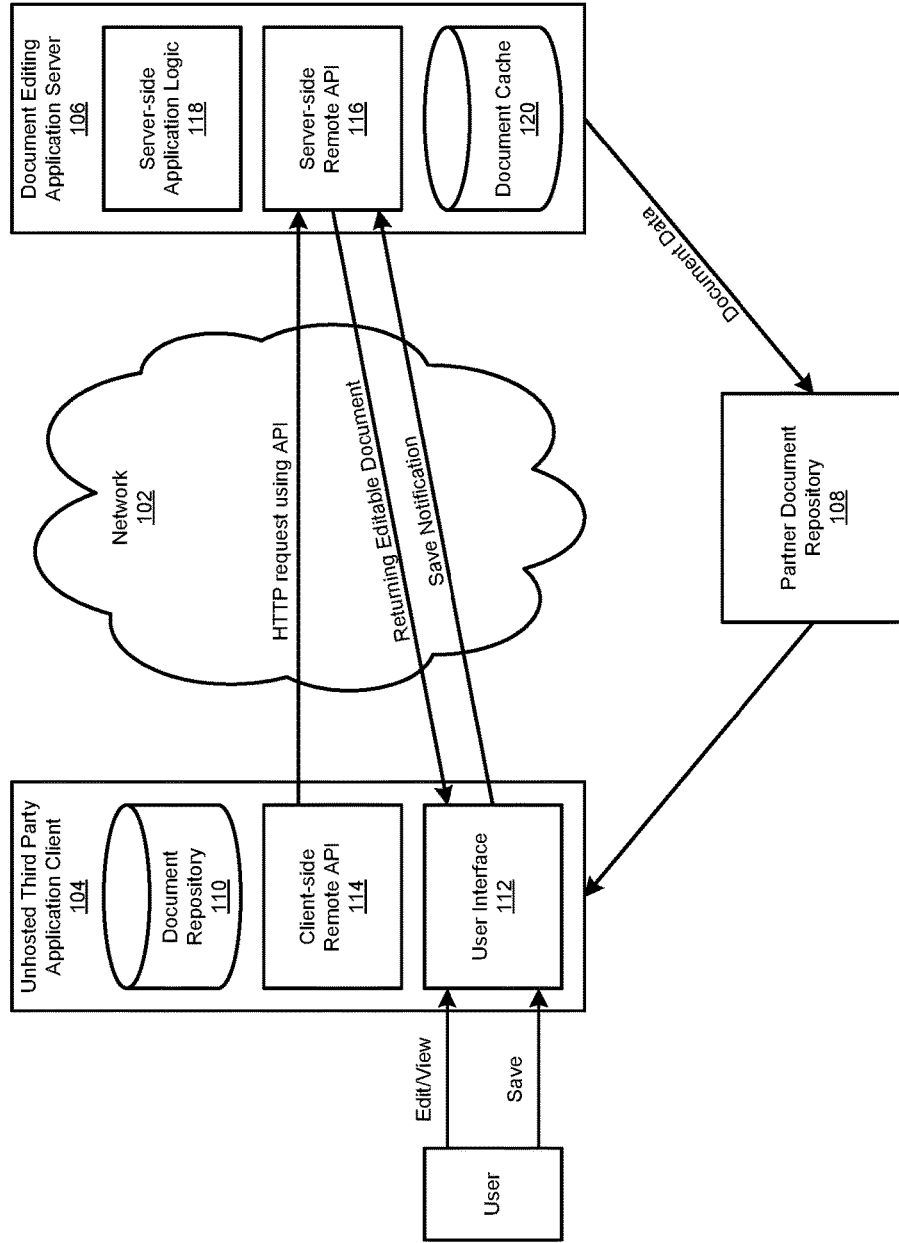 Unhosted Third Party
Application Client
104
Document
Repository
110
Client-side
Remote API
114
User Interface
112
User
Edit/View
Save
Network
102
HTTP request using API
Returning Editable Document
Save Notification
Document Editing
Application Server
106
Server-side
Application Logic
118
Server-side
Remote API
116
Document Cache
120
Document Data
Partner Document
Repository
108